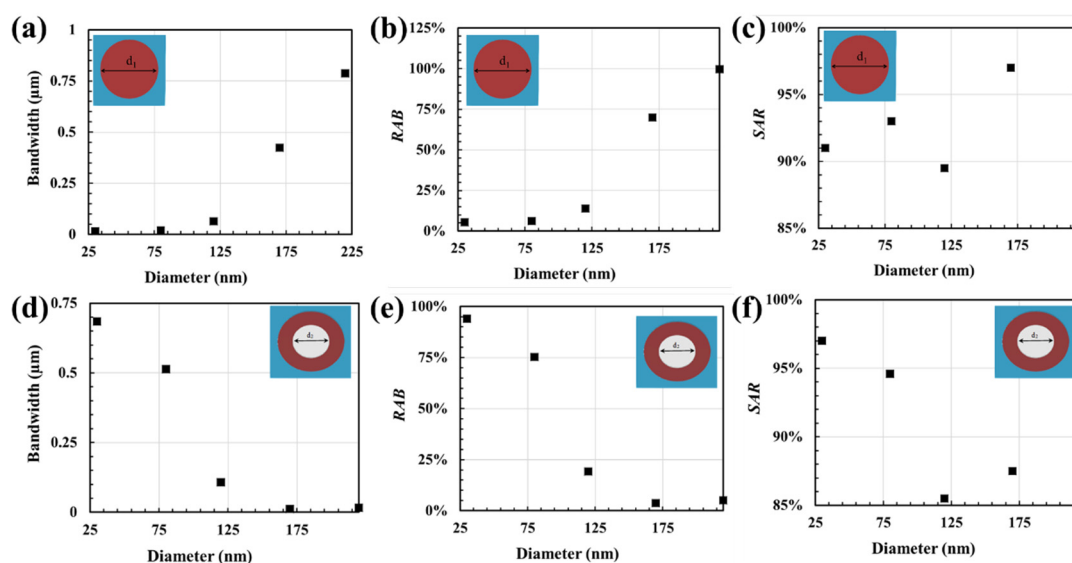 (a)
Bandwidth (μm)
1
0.75
0.5
0.25
0
d₁
25
75
125
175
225
Diameter (nm)
(b)
RAB
125%
100%
75%
50%
25%
0%
d₁
25
75
125
175
Diameter (nm)
(c)
SAR
100%
95%
90%
85%
d₁
25
75
125
175
Diameter (nm)
(d)
Bandwidth (μm)
0.75
0.5
0.25
0
d₂
25
75
125
175
Diameter (nm)
(e)
RAB
100%
75%
50%
25%
0%
d₂
25
75
125
175
Diameter (nm)
(f)
SAR
100%
95%
90%
85%
d₂
25
75
125
175
Diameter (nm)